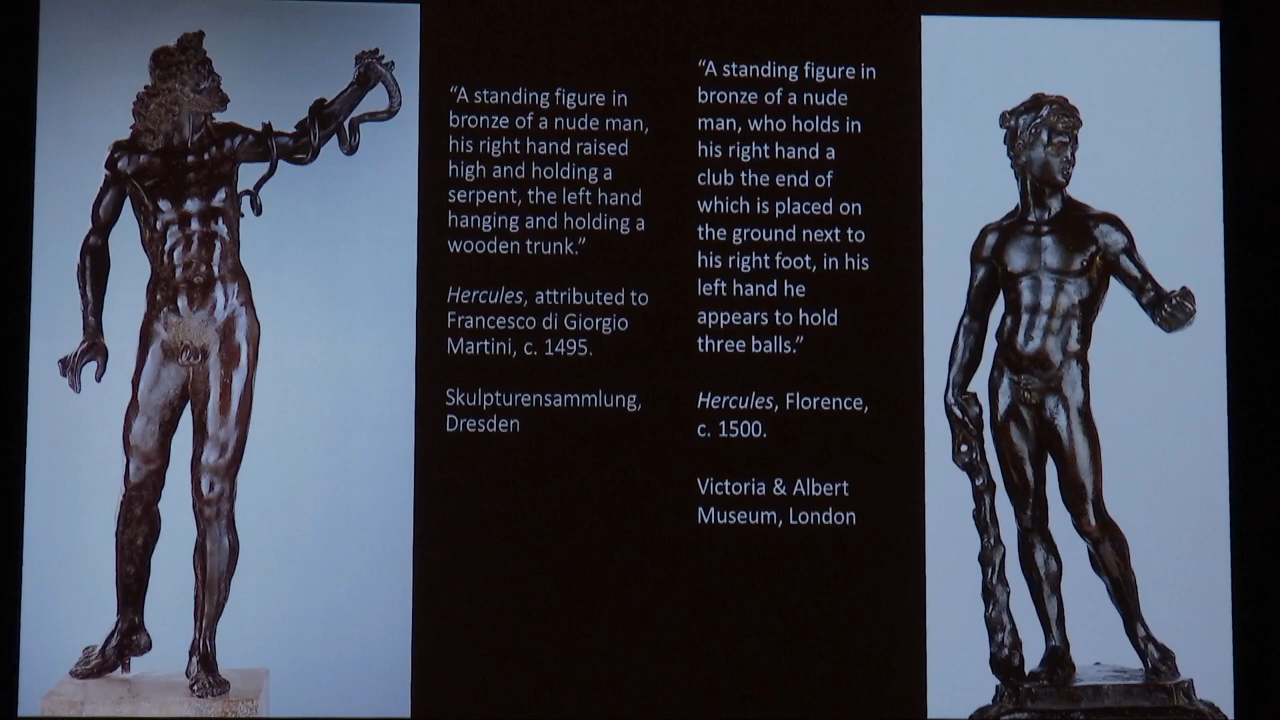 “A standing figure in
bronze of a nude man,
his right hand raised
high and holding a
serpent, the left hand
hanging and holding a
wooden trunk.”
Hercules, attributed to
Francesco di Giorgio
Martini, c. 1495.
Skulpturensammlung,
Dresden
“A standing figure in
bronze of a nude
man, who holds in
his right hand a
club the end of
which is placed on
the ground next to
his right foot, in his
left hand he
appears to hold
three balls.”
Hercules, Florence,
c. 1500.
Victoria & Albert
Museum, London